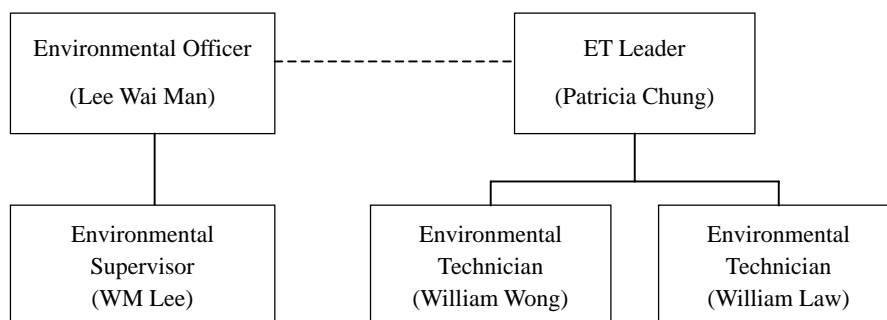 Environmental Officer
(Lee Wai Man)
ET Leader
(Patricia Chung)
Environmental
Supervisor
(WM Lee)
Environmental
Technician
(William Wong)
Environmental
Technician
(William Law)